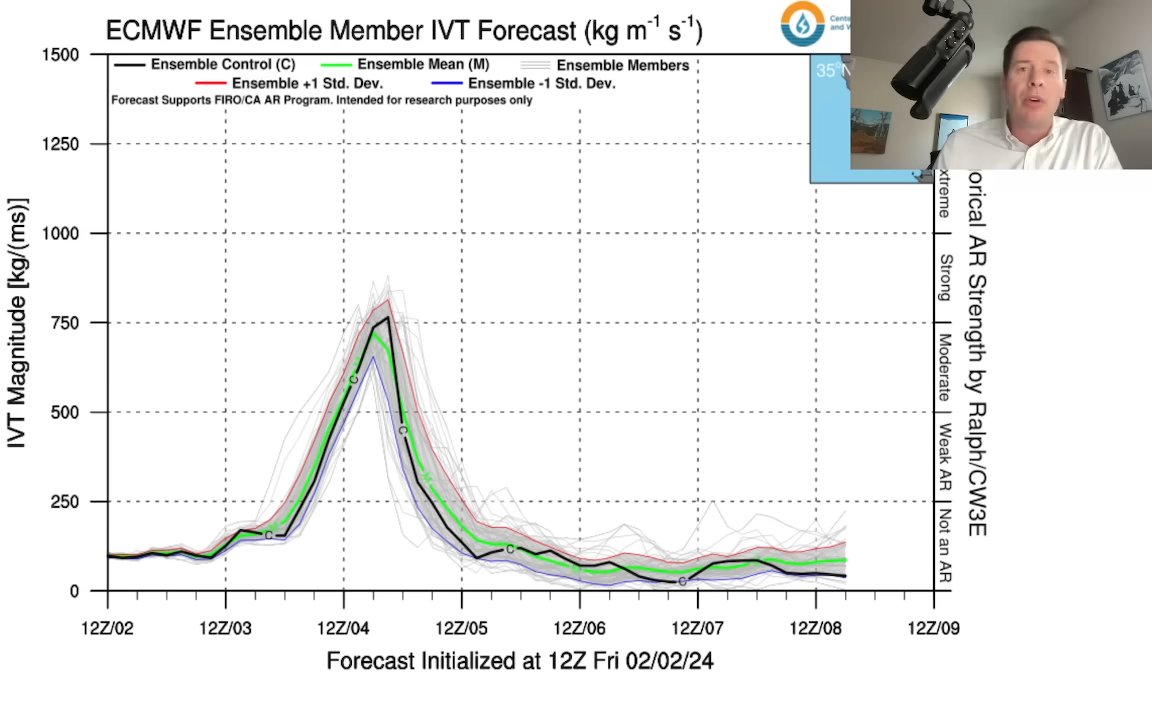 ECMWF Ensemble Member IVT Forecast (kg m⁻¹ s⁻¹)
Cente
and W
1500
1250
1000
750
500
250
0
IVT Magnitude [kg/(ms)]
Ensemble Control (C) Ensemble Mean (M) Ensemble Members
Ensemble +1 Std. Dev. Ensemble -1 Std. Dev.
Forecast Supports FIRO/CA AR Program. Intended for research purposes only
35°N
C
C
C
C
C
xtreme
Strong
Moderate
Weak AR
Not an AR
orical AR Strength by Ralph/CW3E
12Z/02 12Z/03 12Z/04 12Z/05 12Z/06 12Z/07 12Z/08 12Z/09
Forecast Initialized at 12Z Fri 02/02/24